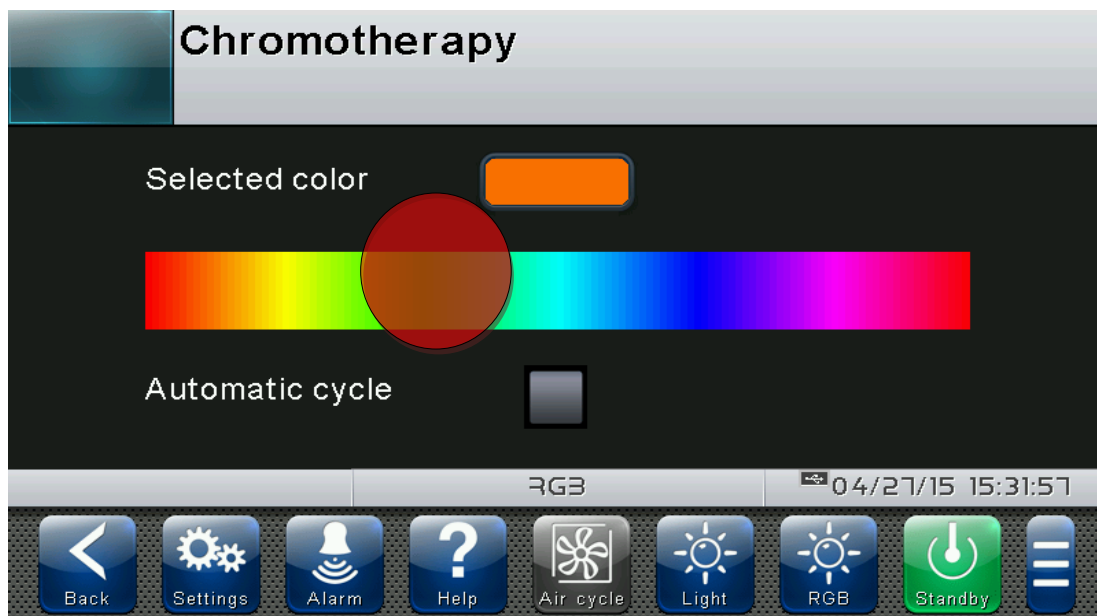 Chromotherapy
Selected color
Automatic cycle
RGB
04/27/15 15:31:57
Back Settings Alarm Help Air cycle Light RGB Standby